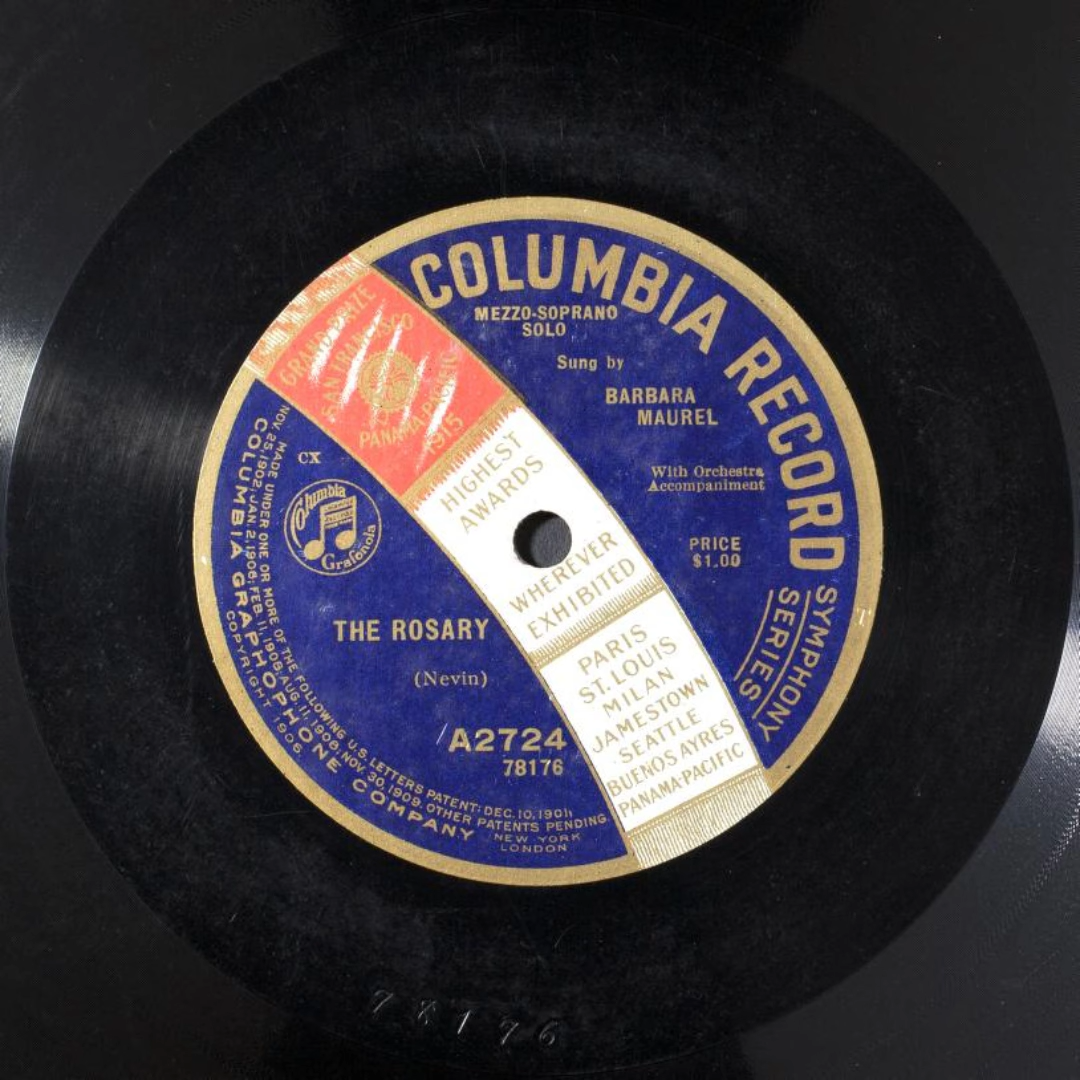 COLUMBIA RECORD
SYMPHONY
SERIES
MEZZO-SOPRANO
SOLO
Sung by
BARBARA
MAUREL
With Orchestra
Accompaniment
PRICE
$1.00
GRAND PRIZE
SAN FRANCISCO
PANAMA-PACIFIC
1915
HIGHEST
AWARDS
WHEREVER
EXHIBITED
PARIS
ST. LOUIS
MILAN
JAMESTOWN
SEATTLE
BUENOS AYRES
PANAMA-PACIFIC
CX
Columbia
Grafonola
THE ROSARY
(Nevin)
A2724
78176
MADE UNDER ONE OR MORE OF THE FOLLOWING U.S. LETTERS PATENT: DEC. 10, 1901,
NOV. 25, 1902; JAN. 2, 1906; FEB. 11, 1908; AUG. 11, 1908; NOV. 30, 1909. OTHER PATENTS PENDING
COLUMBIA GRAPHOPHONE COMPANY
NEW YORK
LONDON
COPYRIGHT 1906
78176